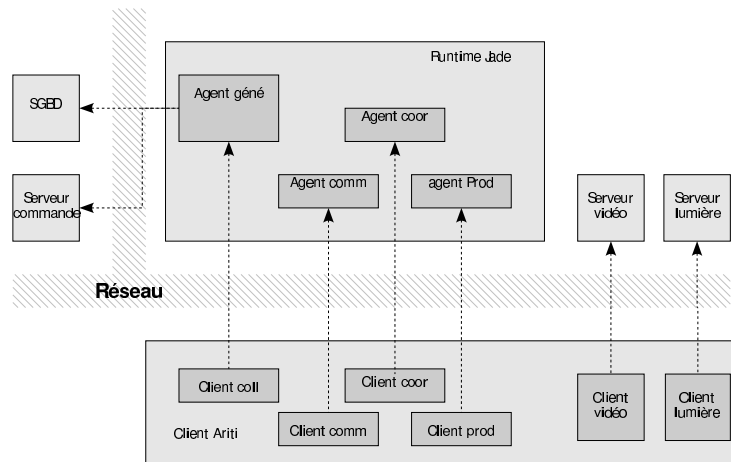 Runtime Jade
SGBD
Agent géné
Agent coor
Agent comm
agent Prod
Serveur
commande
Serveur
vidéo
Serveur
lumière
Réseau
Client coll
Client coor
Client
vidéo
Client
lumière
Client Ariti
Client comm
Client prod